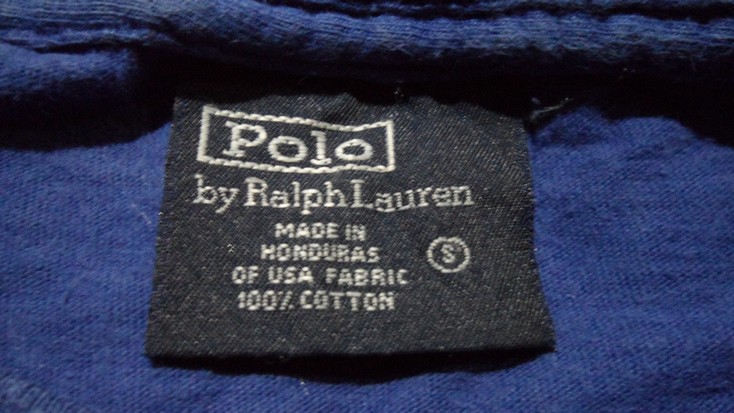 Polo
by Ralph Lauren
MADE IN
HONDURAS
OF USA FABRIC
100% COTTON
S